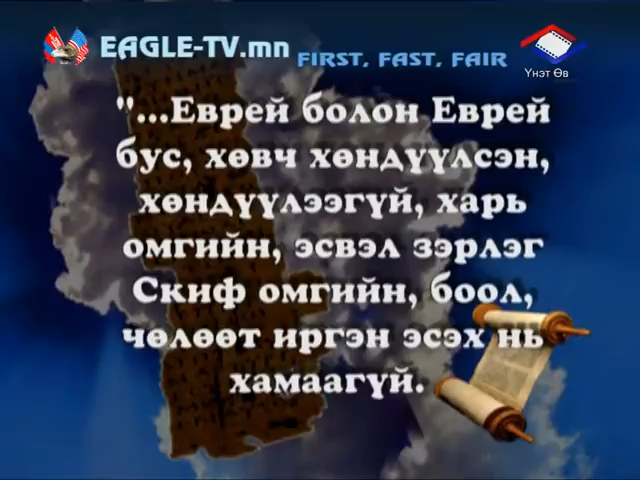 EAGLE-TV.mn
FIRST, FAST, FAIR
Үнэт Өв
"...Еврей болон Еврей
бус, хөвч хөндүүлсэн,
хөндүүлээгүй, харь
омгийн, эсвэл зэрлэг
Скиф омгийн, боол,
чөлөөт иргэн эсэх нь
хамаагүй.